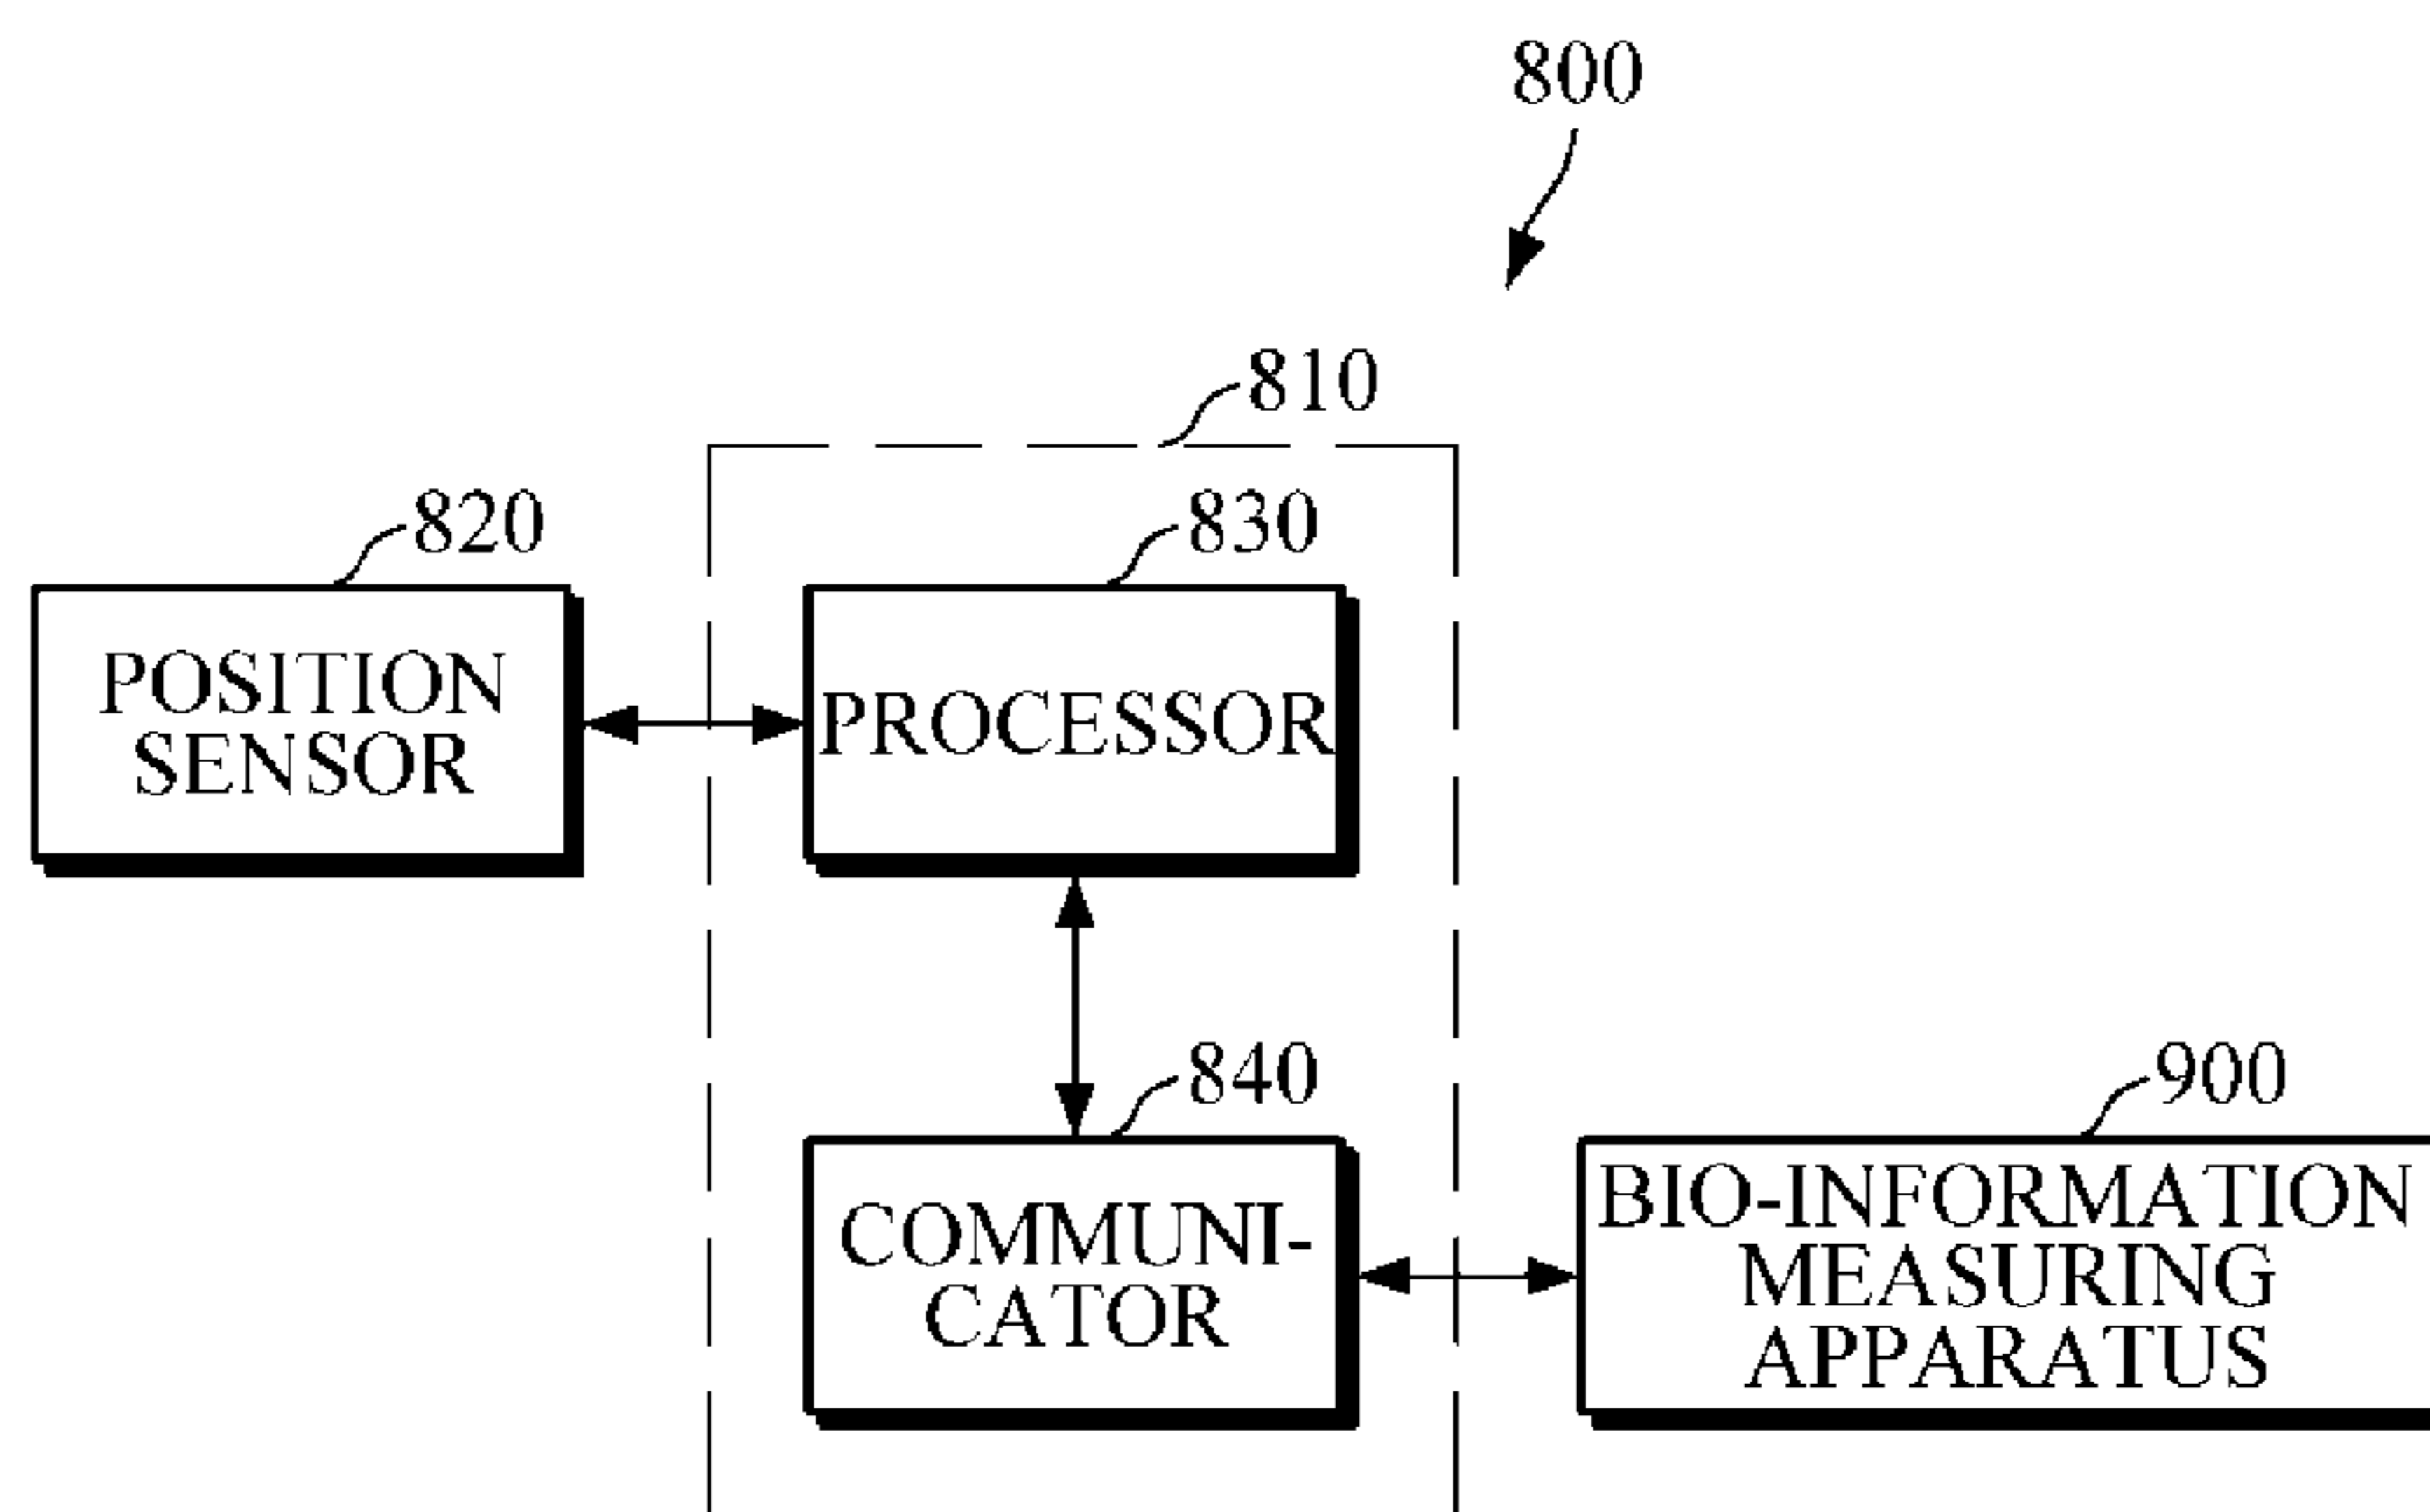 800
810
820
830
POSITION
SENSOR
PROCESSOR
840
900
COMMUNI-
CATOR
BIO-INFORMATION
MEASURING
APPARATUS